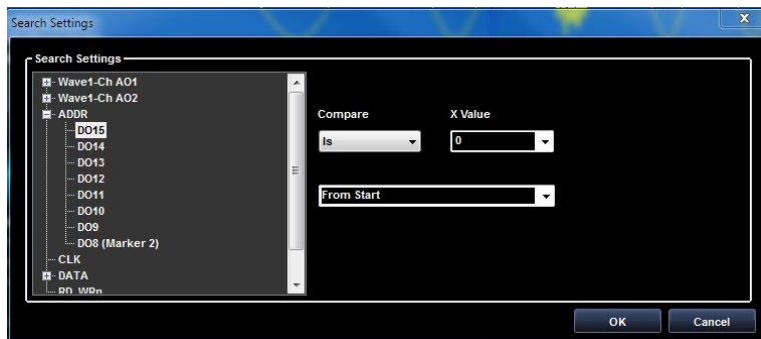 Search Settings
x
Search Settings
Wave1-Ch AO1
Wave1-Ch AO2
ADDR
DO15
DO14
DO13
DO12
DO11
DO10
DO9
DO8 (Marker 2)
CLK
DATA
RD_WRn
Compare
X Value
Is
0
From Start
OK
Cancel